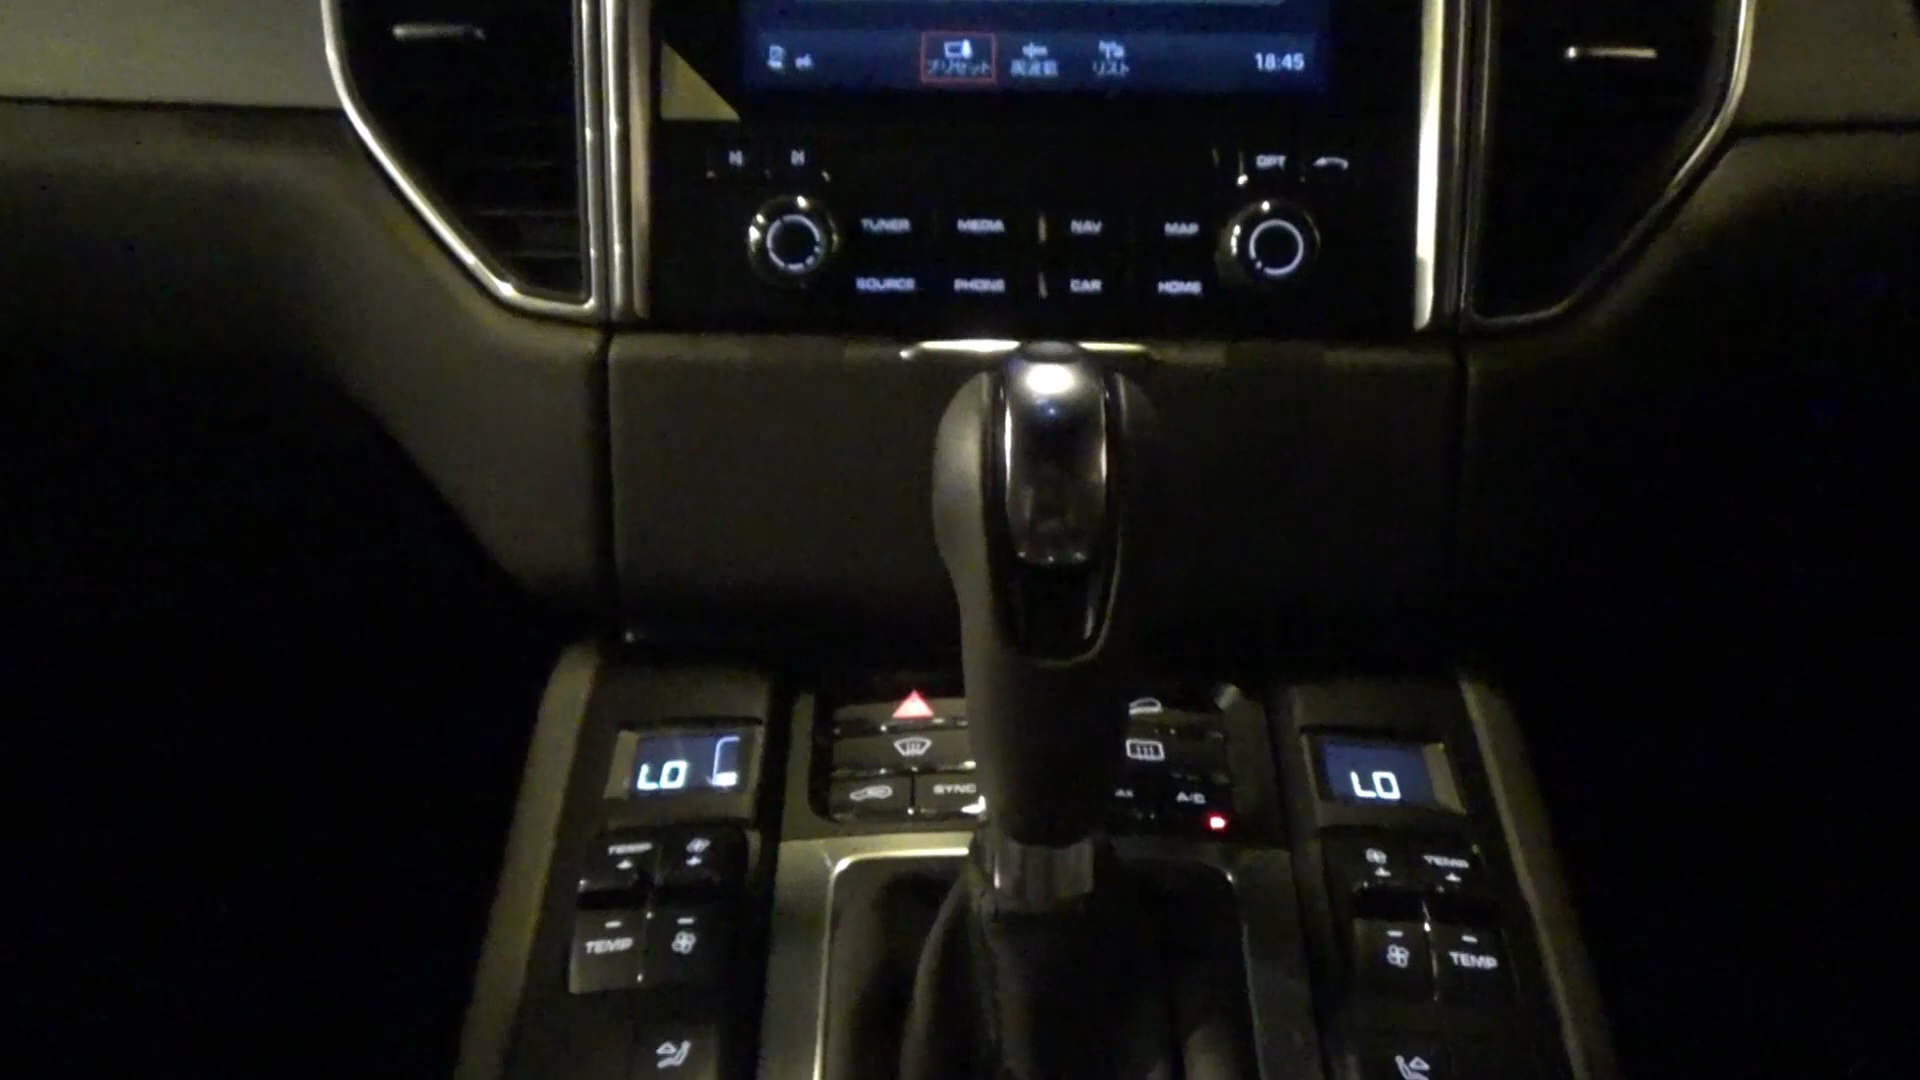 プリセット 周波数 リスト 18:45
OPT
TUNER MEDIA NAV MAP
SOURCE PHONE CAR HOME
LO
SYNC
A/C
LO
TEMP
TEMP
TEMP
TEMP